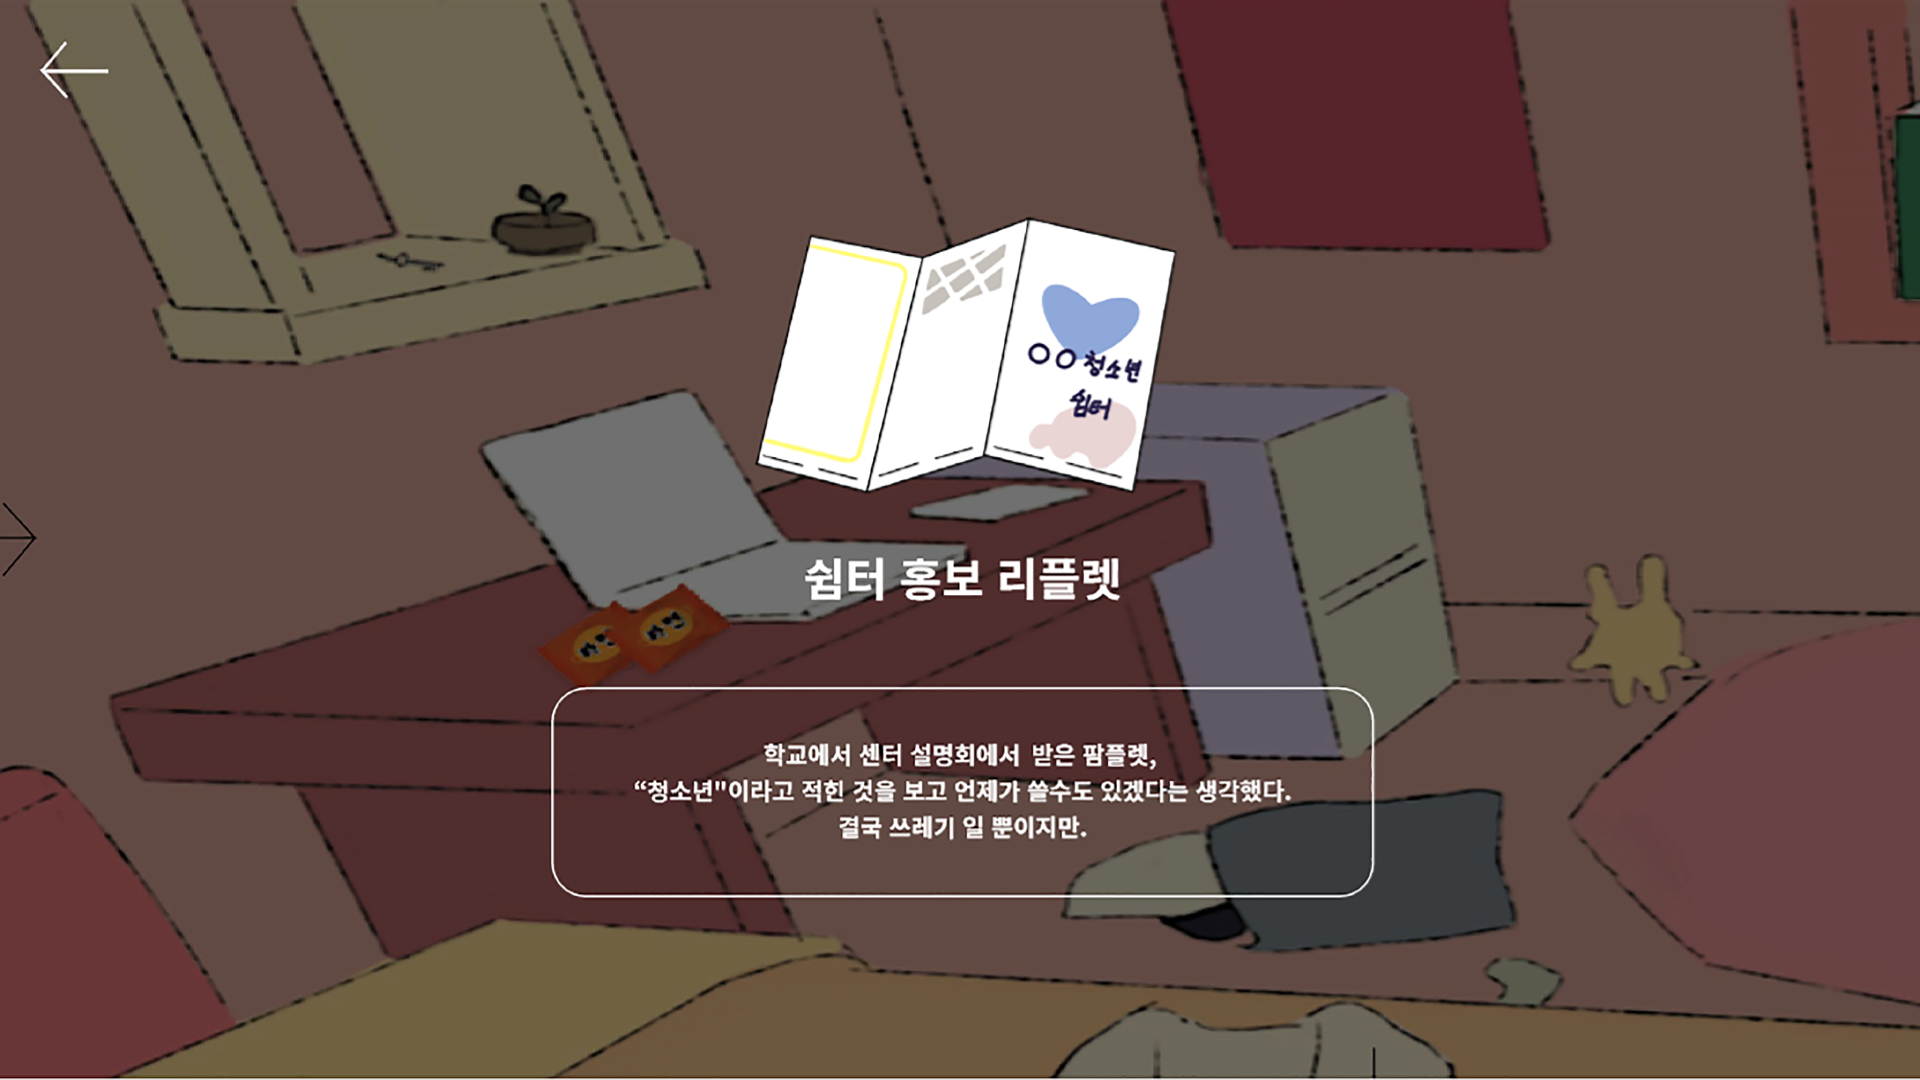 ○○ 청소년
쉼터
쉼터 홍보 리플렛
학교에서 센터 설명회에서 받은 팜플렛,
“청소년"이라고 적힌 것을 보고 언제가 쓸수도 있겠다는 생각했다.
결국 쓰레기 일 뿐이지만.